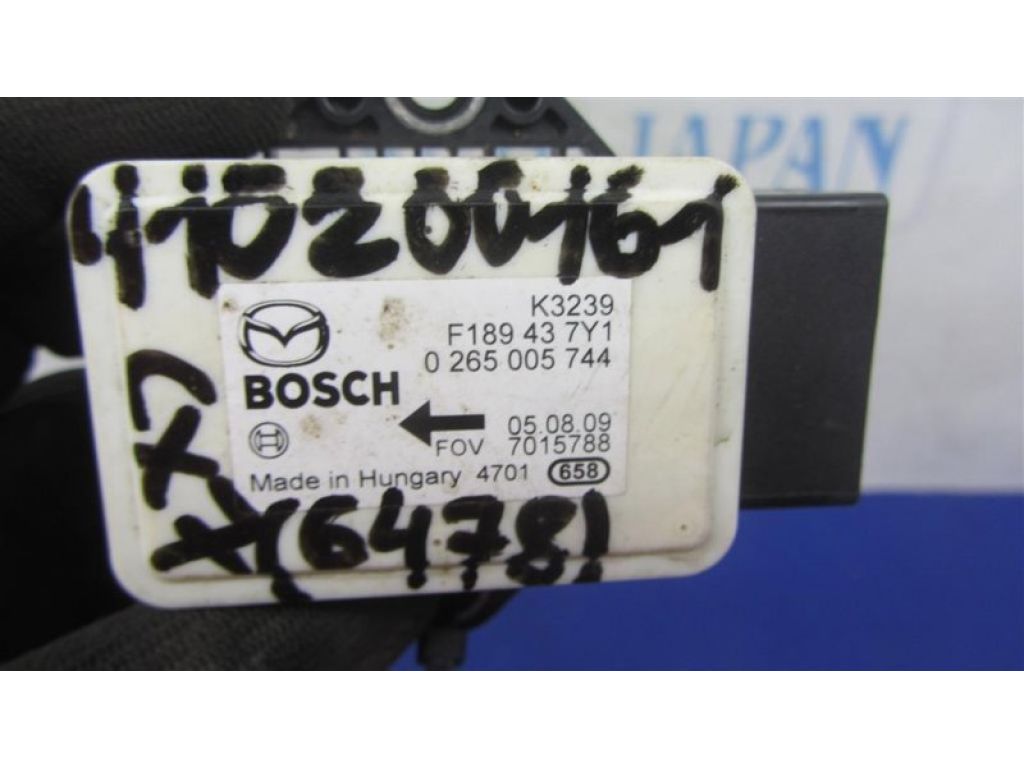 JAPAN
110200161
K3239
F189 43 7Y1
0 265 005 744
BOSCH
05.08.09
FOV 7015788
Made in Hungary 4701 658
CX7
(6478)